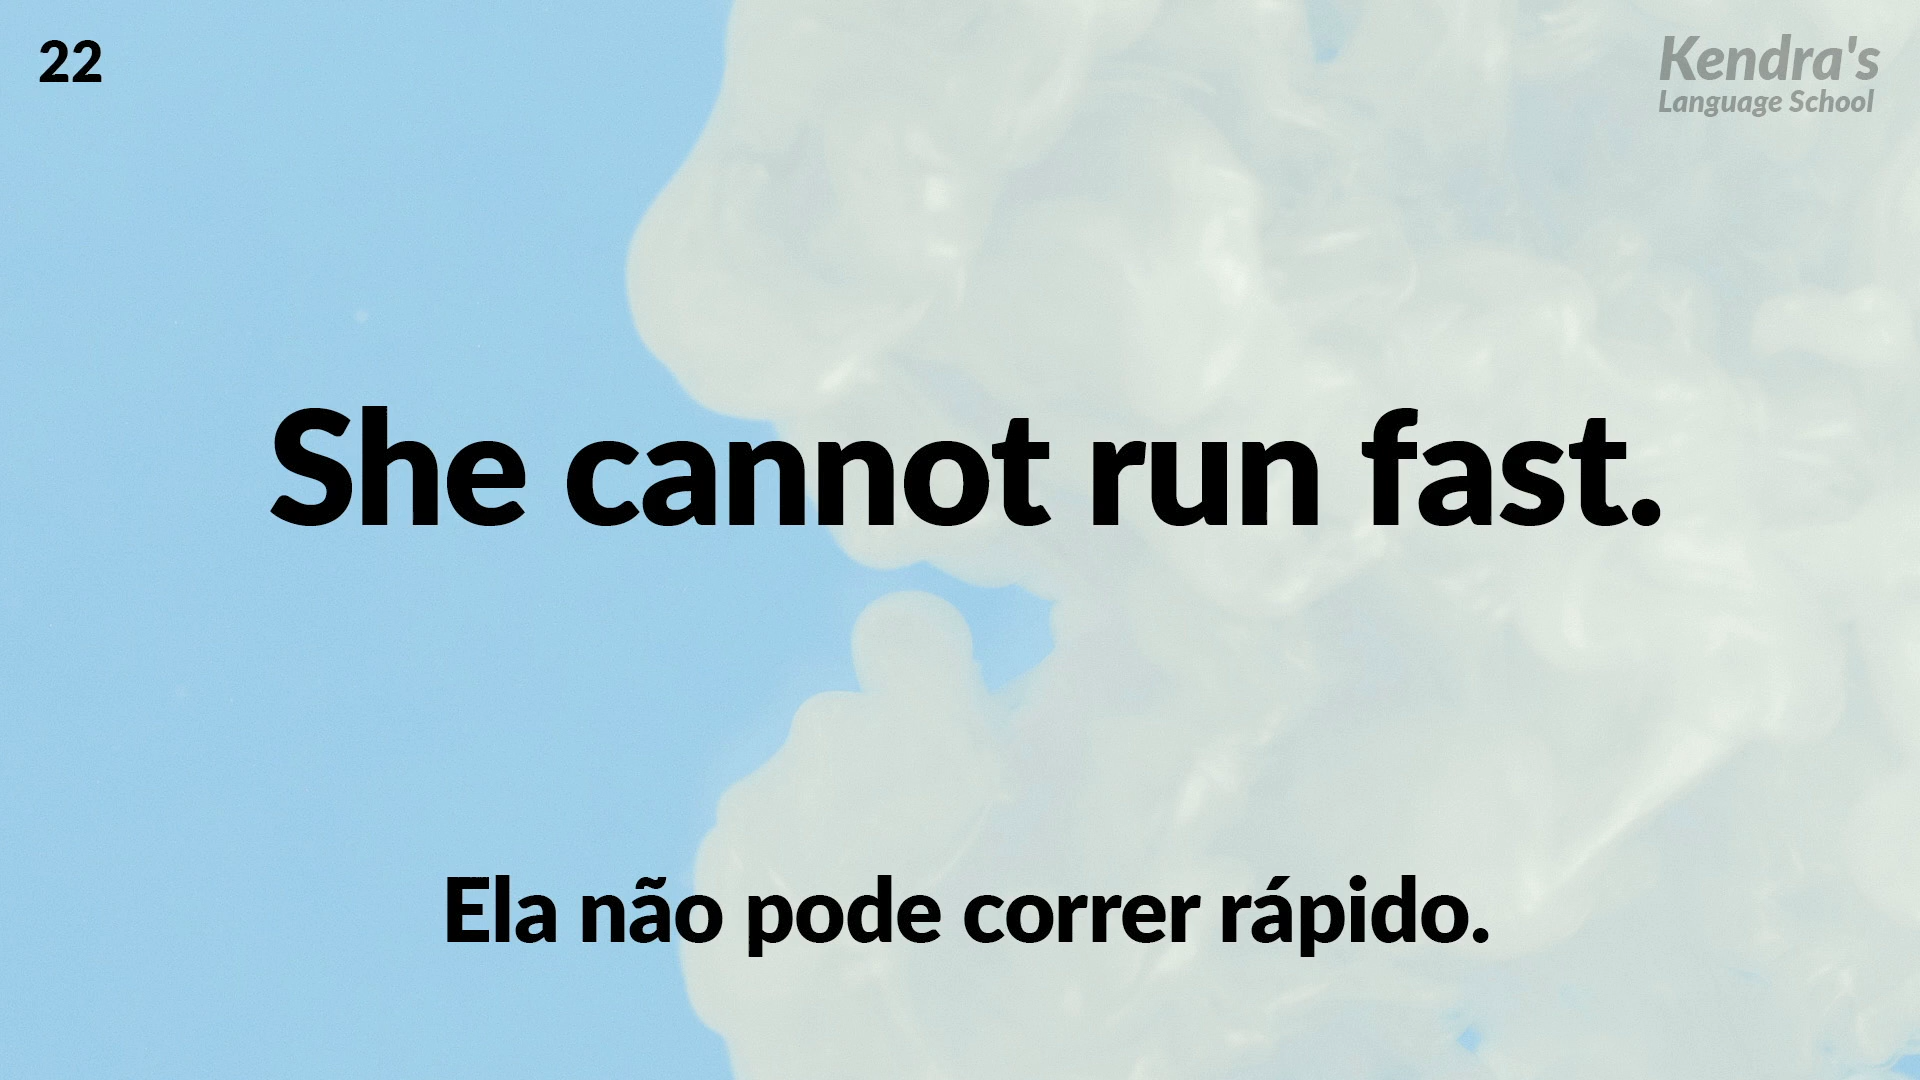 22
Kendra's
Language School
She cannot run fast.
Ela não pode correr rápido.